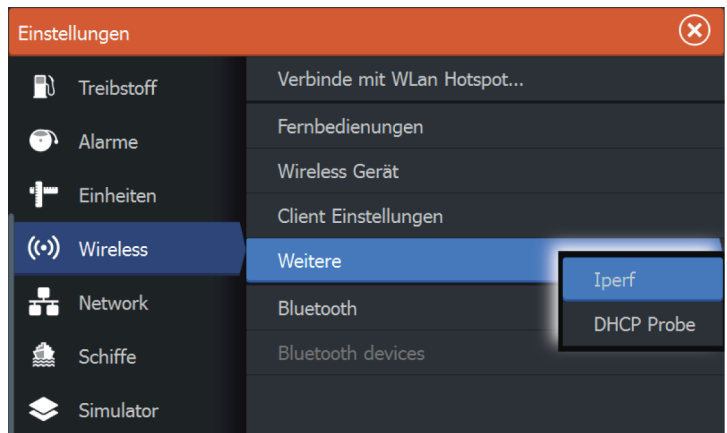 Einstellungen
Treibstoff
Alarme
Einheiten
Wireless
Network
Schiffe
Simulator
Verbinde mit WLan Hotspot...
Fernbedienungen
Wireless Gerät
Client Einstellungen
Weitere
Bluetooth
Bluetooth devices
Iperf
DHCP Probe